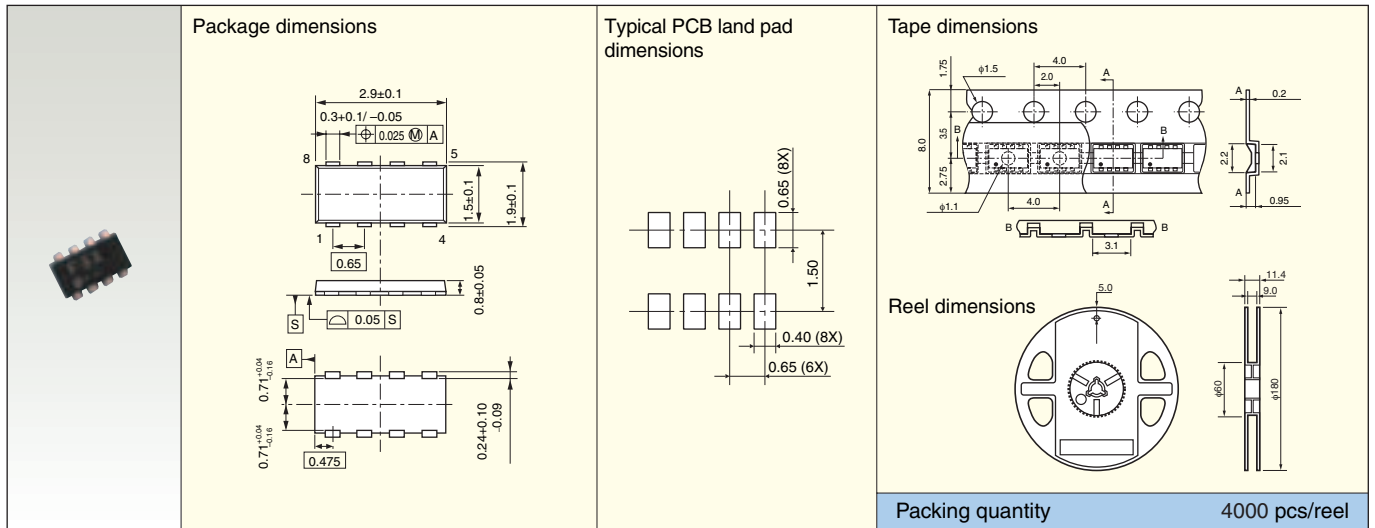 Package dimensions
2.9±0.1
0.3+0.1/ –0.05
0.025 Ⓜ A
8
5
1.5±0.1
1.9±0.1
1
4
0.65
0.8±0.05
S
0.05 S
A
0.71+0.04 -0.16
0.71+0.04 -0.16
0.24+0.10
-0.09
0.475
Typical PCB land pad
dimensions
0.65 (8X)
1.50
0.40 (8X)
0.65 (6X)
Tape dimensions
1.75
φ1.5
4.0
2.0
A
8.0
3.5
B
B
2.75
φ1.1
4.0
A
B
B
3.1
A
0.2
2.2
2.1
A
0.95
Reel dimensions
5.0
11.4
9.0
φ60
φ180
Packing quantity 4000 pcs/reel